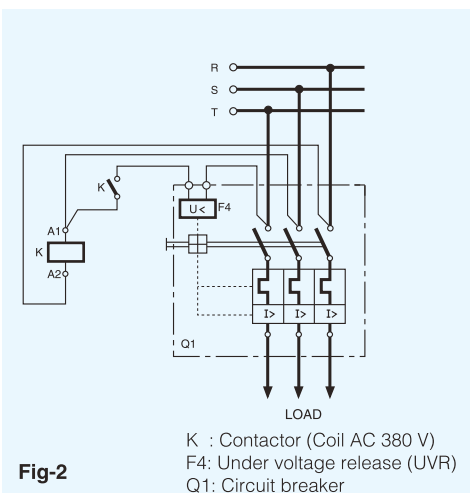 R
S
T
K
U< F4
A1
K
A2
I> I> I>
Q1
LOAD
K : Contactor (Coil AC 380 V)
F4: Under voltage release (UVR)
Q1: Circuit breaker
Fig-2